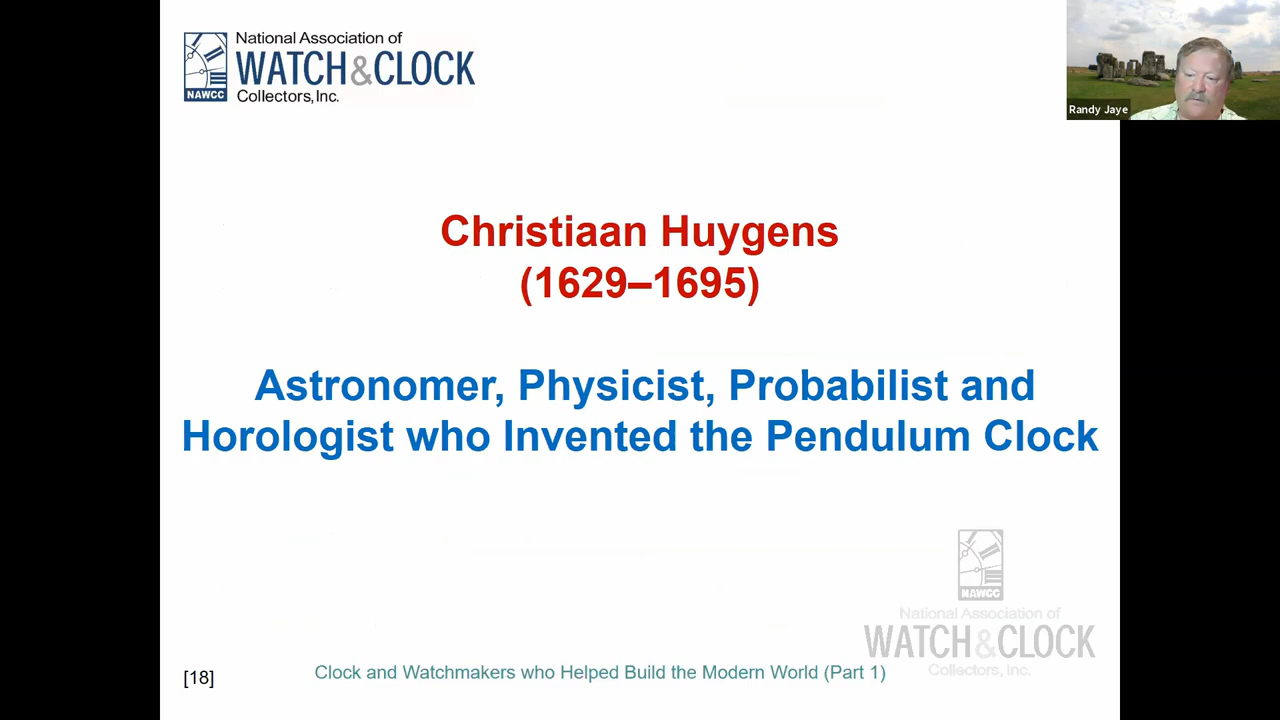 National Association of
WATCH&CLOCK
Collectors, Inc.
NAWCC
Randy Jaye
Christiaan Huygens
(1629–1695)
Astronomer, Physicist, Probabilist and
Horologist who Invented the Pendulum Clock
NAWCC
National Association of
WATCH&CLOCK
Collectors, Inc.
[18]
Clock and Watchmakers who Helped Build the Modern World (Part 1)